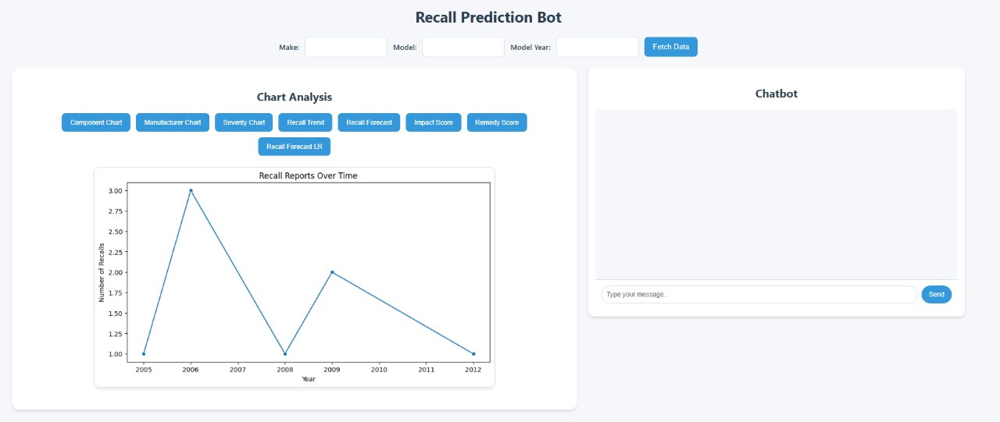 Recall Prediction Bot
Make: Model: Model Year: Fetch Data
Chart Analysis
Component Chart Manufacturer Chart Severity Chart Recall Trend Recall Forecast Impact Score Remedy Score
Recall Forecast LR
Recall Reports Over Time
3.00
2.75
2.50
2.25
2.00
1.75
1.50
1.25
1.00
Number of Recalls
2005 2006 2007 2008 2009 2010 2011 2012
Year
Chatbot
Type your message...
Send